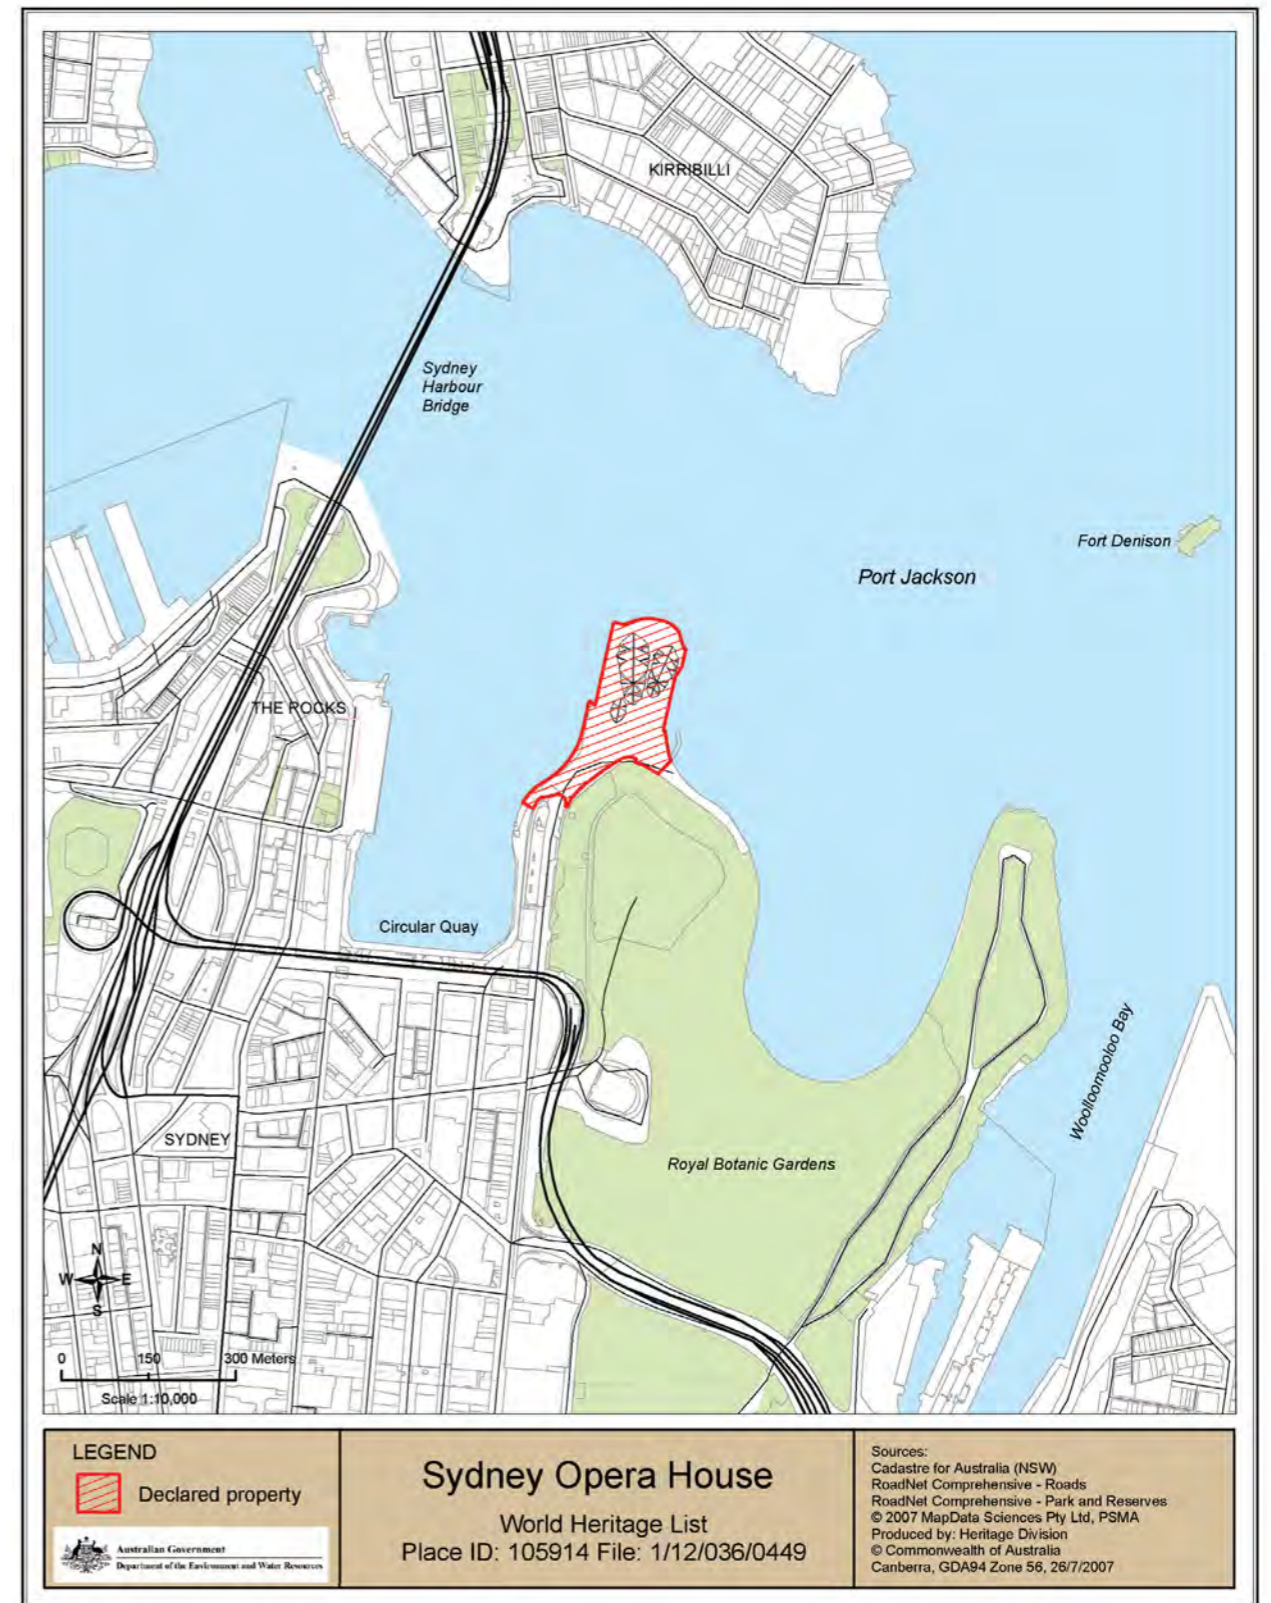 KIRRIBILLI
Sydney
Harbour
Bridge
Fort Denison
Port Jackson
THE ROCKS
Circular Quay
Woolloomooloo Bay
SYDNEY
Royal Botanic Gardens
N
W E
S
0 150 300 Meters
Scale 1:10,000
LEGEND
Declared property
Australian Government
Department of the Environment and Water Resources
Sydney Opera House
World Heritage List
Place ID: 105914 File: 1/12/036/0449
Sources:
Cadastre for Australia (NSW)
RoadNet Comprehensive - Roads
RoadNet Comprehensive - Park and Reserves
© 2007 MapData Sciences Pty Ltd, PSMA
Produced by: Heritage Division
© Commonwealth of Australia
Canberra, GDA94 Zone 56, 26/7/2007